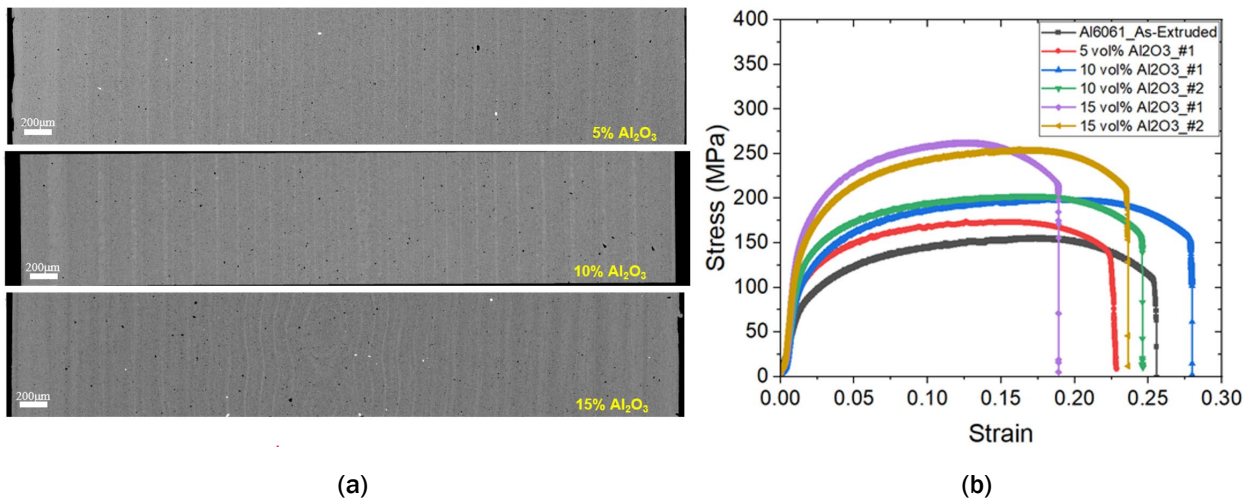 200μm
5% Al₂O₃
200μm
10% Al₂O₃
200μm
15% Al₂O₃
(a)
400
350
300
250
200
150
100
50
0
Stress (MPa)
Al6061_As-Extruded
5 vol% Al2O3_#1
10 vol% Al2O3_#1
10 vol% Al2O3_#2
15 vol% Al2O3_#1
15 vol% Al2O3_#2
0.00 0.05 0.10 0.15 0.20 0.25 0.30
Strain
(b)